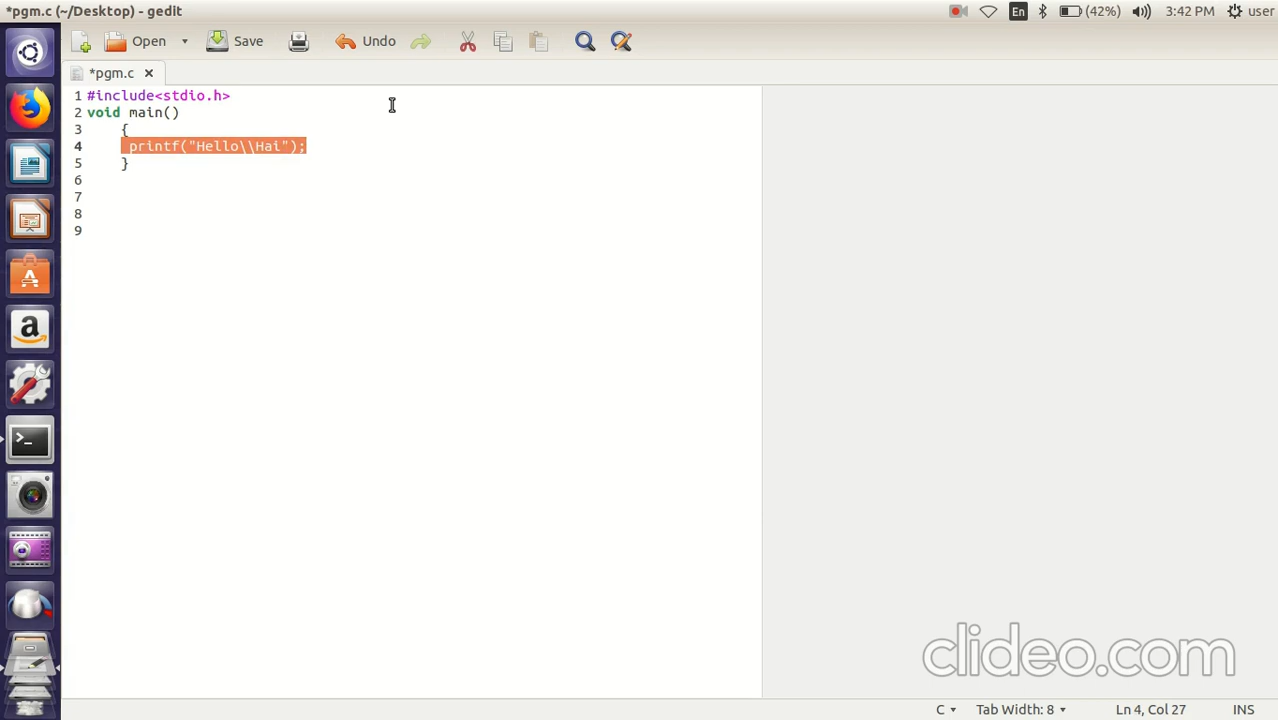 *pgm.c (~/Desktop) - gedit
En
(42%)
3:42 PM
user
Open
Save
Undo
*pgm.c
1 #include<stdio.h>
2 void main()
3 {
4 printf("Hello\\Hai");
5 }
6
7
8
9
clideo.com
C
Tab Width: 8
Ln 4, Col 27
INS